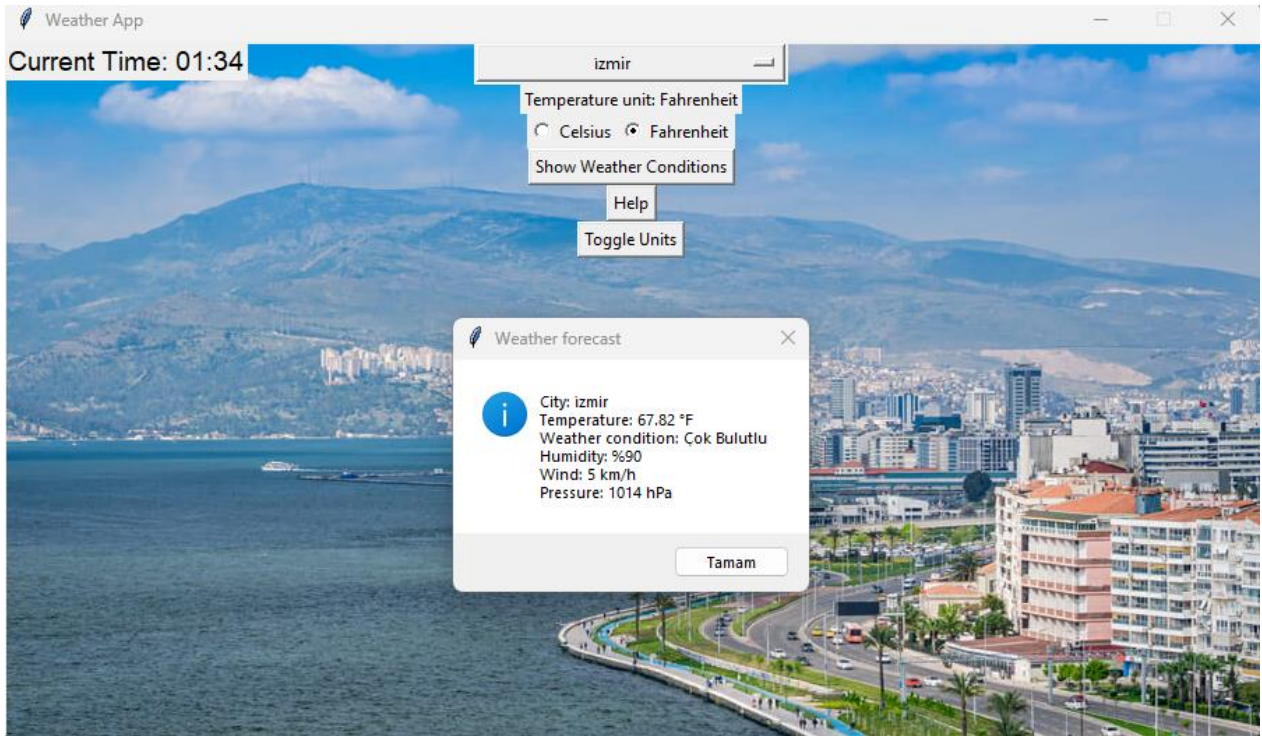 Weather App
Current Time: 01:34
izmir
Temperature unit: Fahrenheit
Celsius Fahrenheit
Show Weather Conditions
Help
Toggle Units
Weather forecast
City: izmir
Temperature: 67.82 °F
Weather condition: Çok Bulutlu
Humidity: %90
Wind: 5 km/h
Pressure: 1014 hPa
Tamam